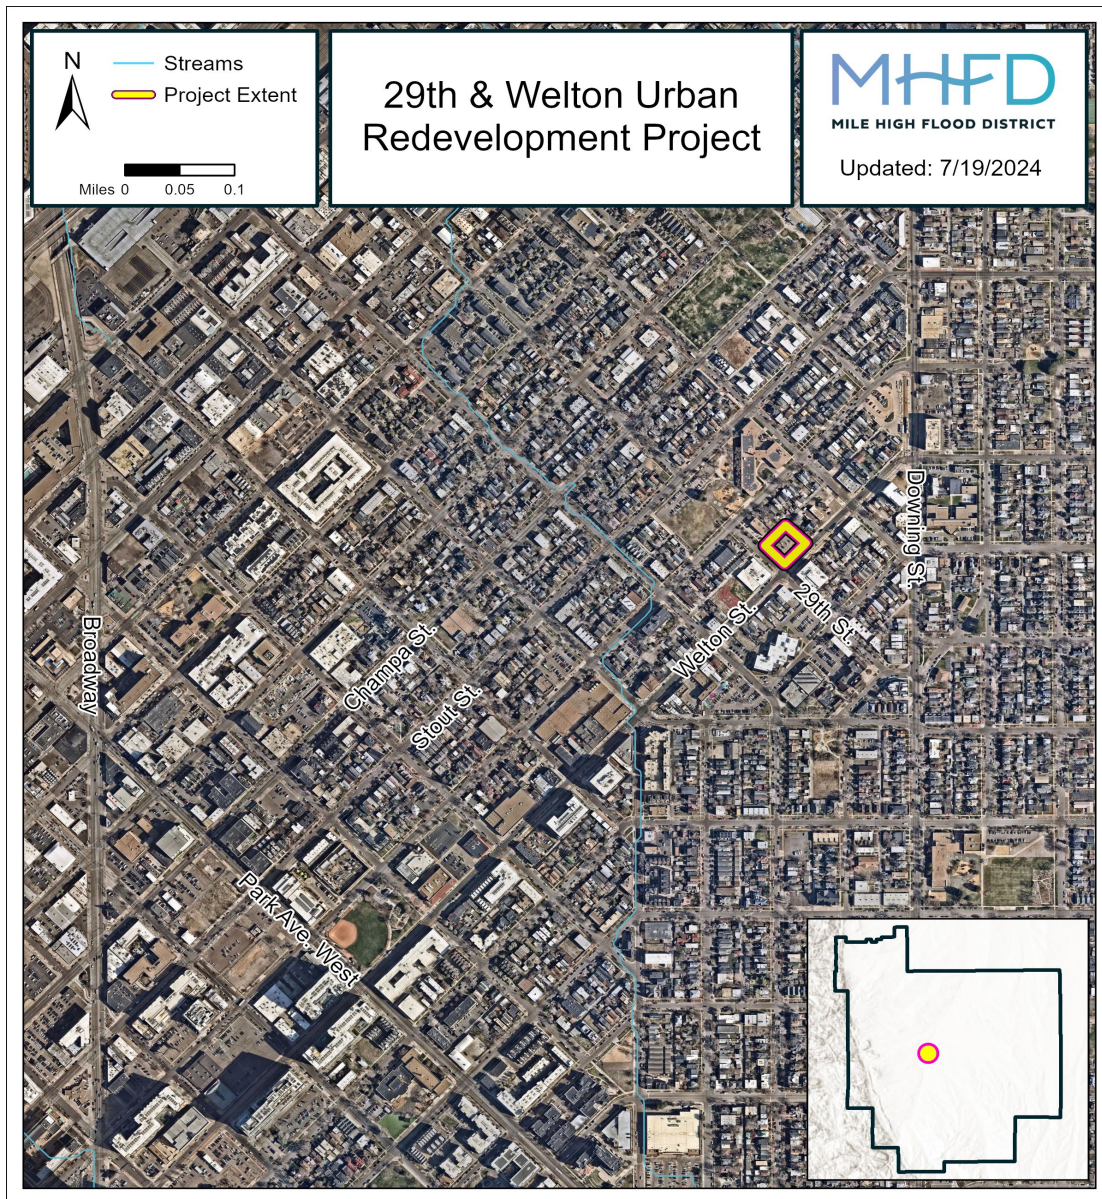 N
Streams
Project Extent
Miles 0 0.05 0.1
29th & Welton Urban
Redevelopment Project
MHFD
MILE HIGH FLOOD DISTRICT
Updated: 7/19/2024
Downing St.
29th St.
Welton St.
Broadway
Champa St.
Stout St.
Park Ave. West